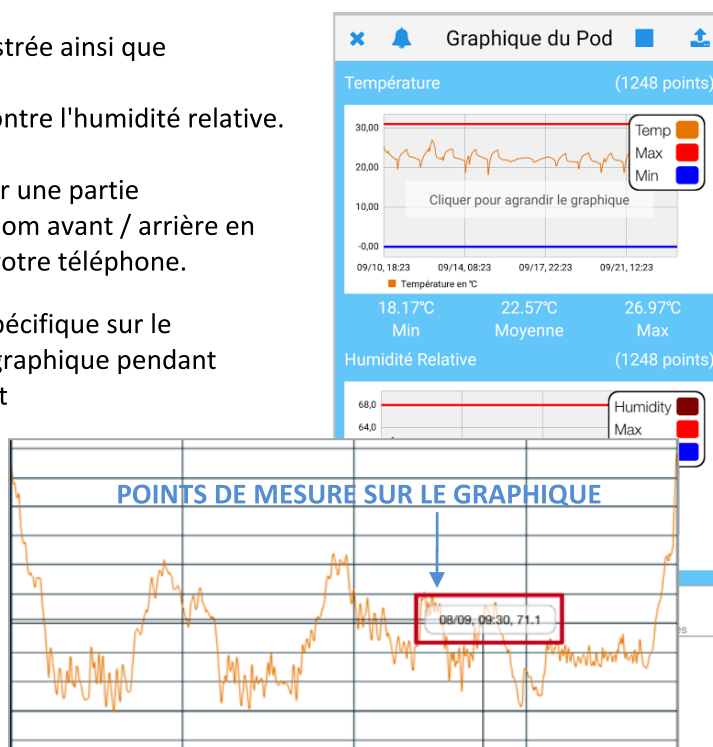 strée ainsi que
ontre l'humidité relative.
r une partie
om avant / arrière en
votre téléphone.
pécifique sur le
graphique pendant
t
Graphique du Pod
Température (1248 points)
30,00
20,00
10,00
-0,00
Temp
Max
Min
Cliquer pour agrandir le graphique
09/10, 18:23 09/14, 08:23 09/17, 22:23 09/21, 12:23
Température en °C
18.17°C 22.57°C 26.97°C
Min Moyenne Max
Humidité Relative (1248 points)
68,0
64,0
Humidity
Max
POINTS DE MESURE SUR LE GRAPHIQUE
08/09, 09:30, 71.1